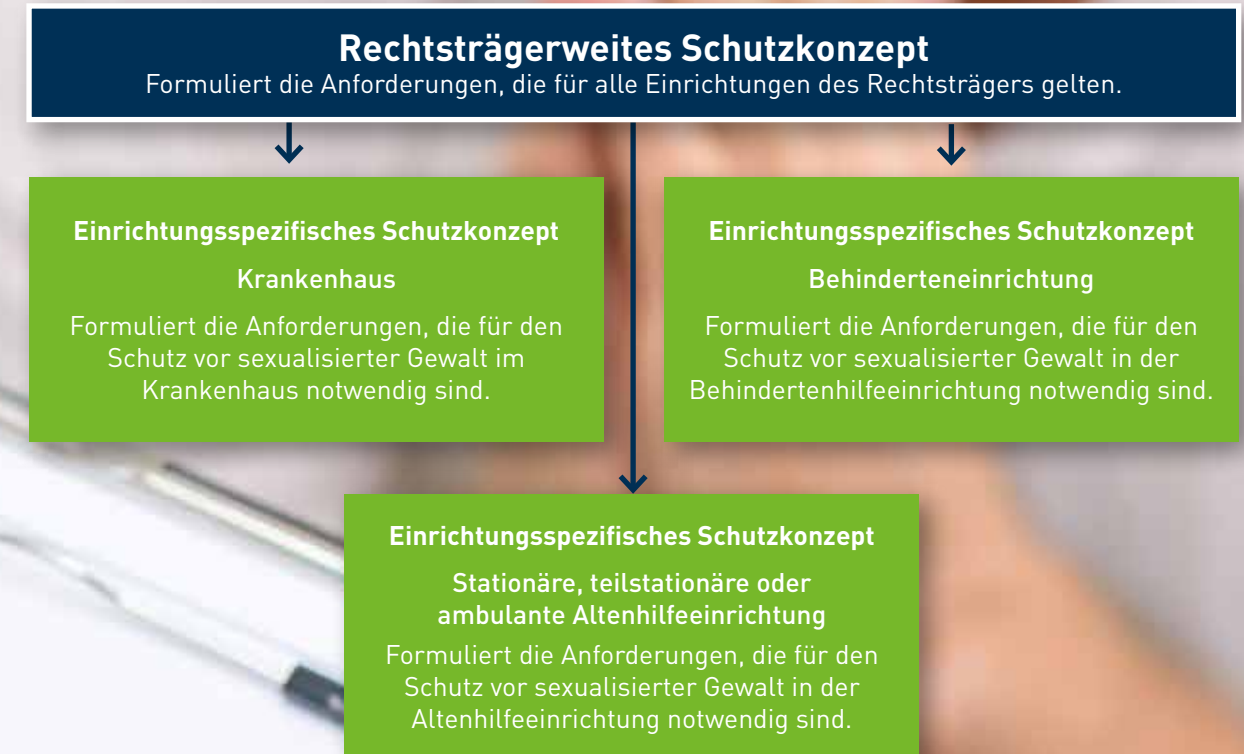 Rechtsträgerweites Schutzkonzept
Formuliert die Anforderungen, die für alle Einrichtungen des Rechtsträgers gelten.
Einrichtungsspezifisches Schutzkonzept
Krankenhaus
Formuliert die Anforderungen, die für den
Schutz vor sexualisierter Gewalt im
Krankenhaus notwendig sind.
Einrichtungsspezifisches Schutzkonzept
Behinderteneinrichtung
Formuliert die Anforderungen, die für den
Schutz vor sexualisierter Gewalt in der
Behindertenhilfeeinrichtung notwendig sind.
Einrichtungsspezifisches Schutzkonzept
Stationäre, teilstationäre oder
ambulante Altenhilfeeinrichtung
Formuliert die Anforderungen, die für den
Schutz vor sexualisierter Gewalt in der
Altenhilfeeinrichtung notwendig sind.